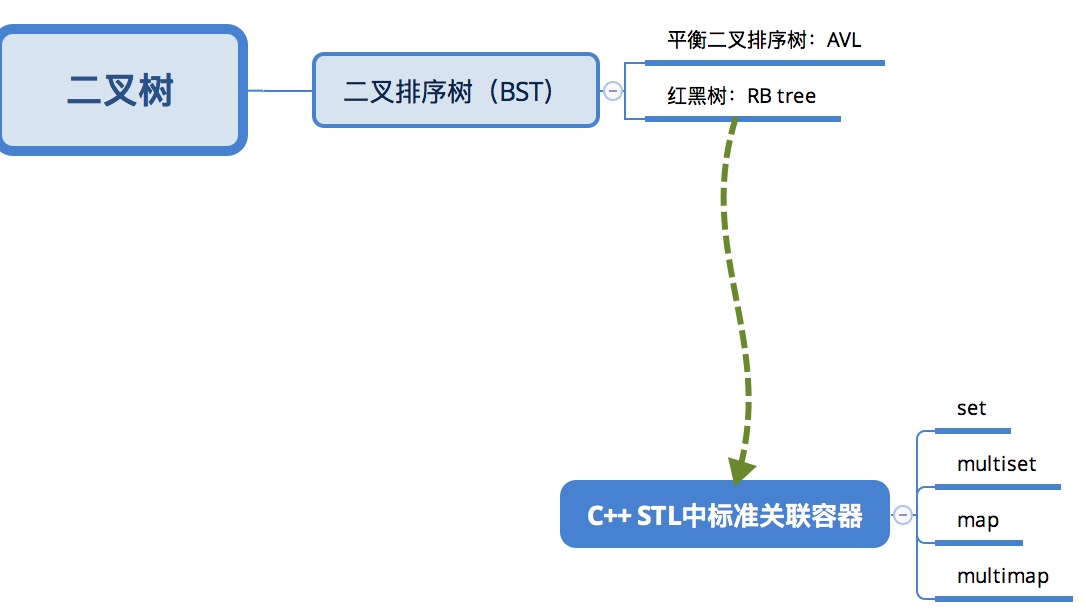 二叉树
二叉排序树（BST）
平衡二叉排序树：AVL
红黑树：RB tree
C++ STL中标准关联容器
set
multiset
map
multimap